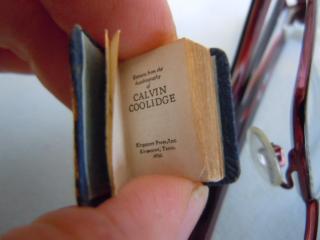 Extracts from the
Autobiography
of
CALVIN
COOLIDGE
Kingsport Press, Inc.
Kingsport, Tenn.